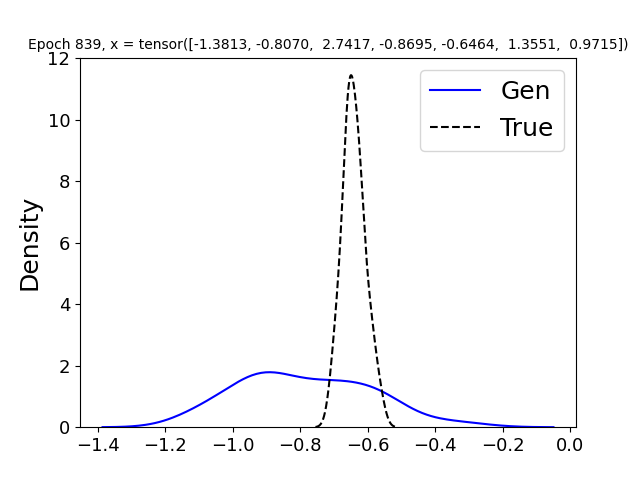 Epoch 839, x = tensor([-1.3813, -0.8070,  2.7417, -0.8695, -0.6464,  1.3551,  0.9715])
12
10
8
6
4
2
0
Density
Gen
True
−1.4 −1.2 −1.0 −0.8 −0.6 −0.4 −0.2 0.0